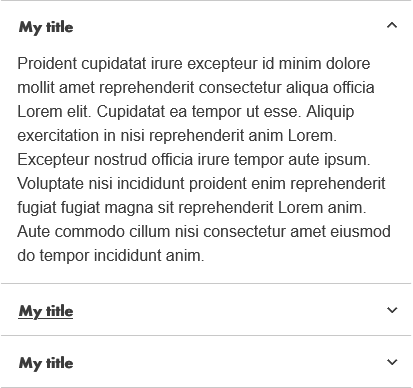 My title
Proident cupidatat irure excepteur id minim dolore
mollit amet reprehenderit consectetur aliqua officia
Lorem elit. Cupidatat ea tempor ut esse. Aliquip
exercitation in nisi reprehenderit anim Lorem.
Excepteur nostrud officia irure tempor aute ipsum.
Voluptate nisi incididunt proident enim reprehenderit
fugiat fugiat magna sit reprehenderit Lorem anim.
Aute commodo cillum nisi consectetur amet eiusmod
do tempor incididunt anim.
My title
My title